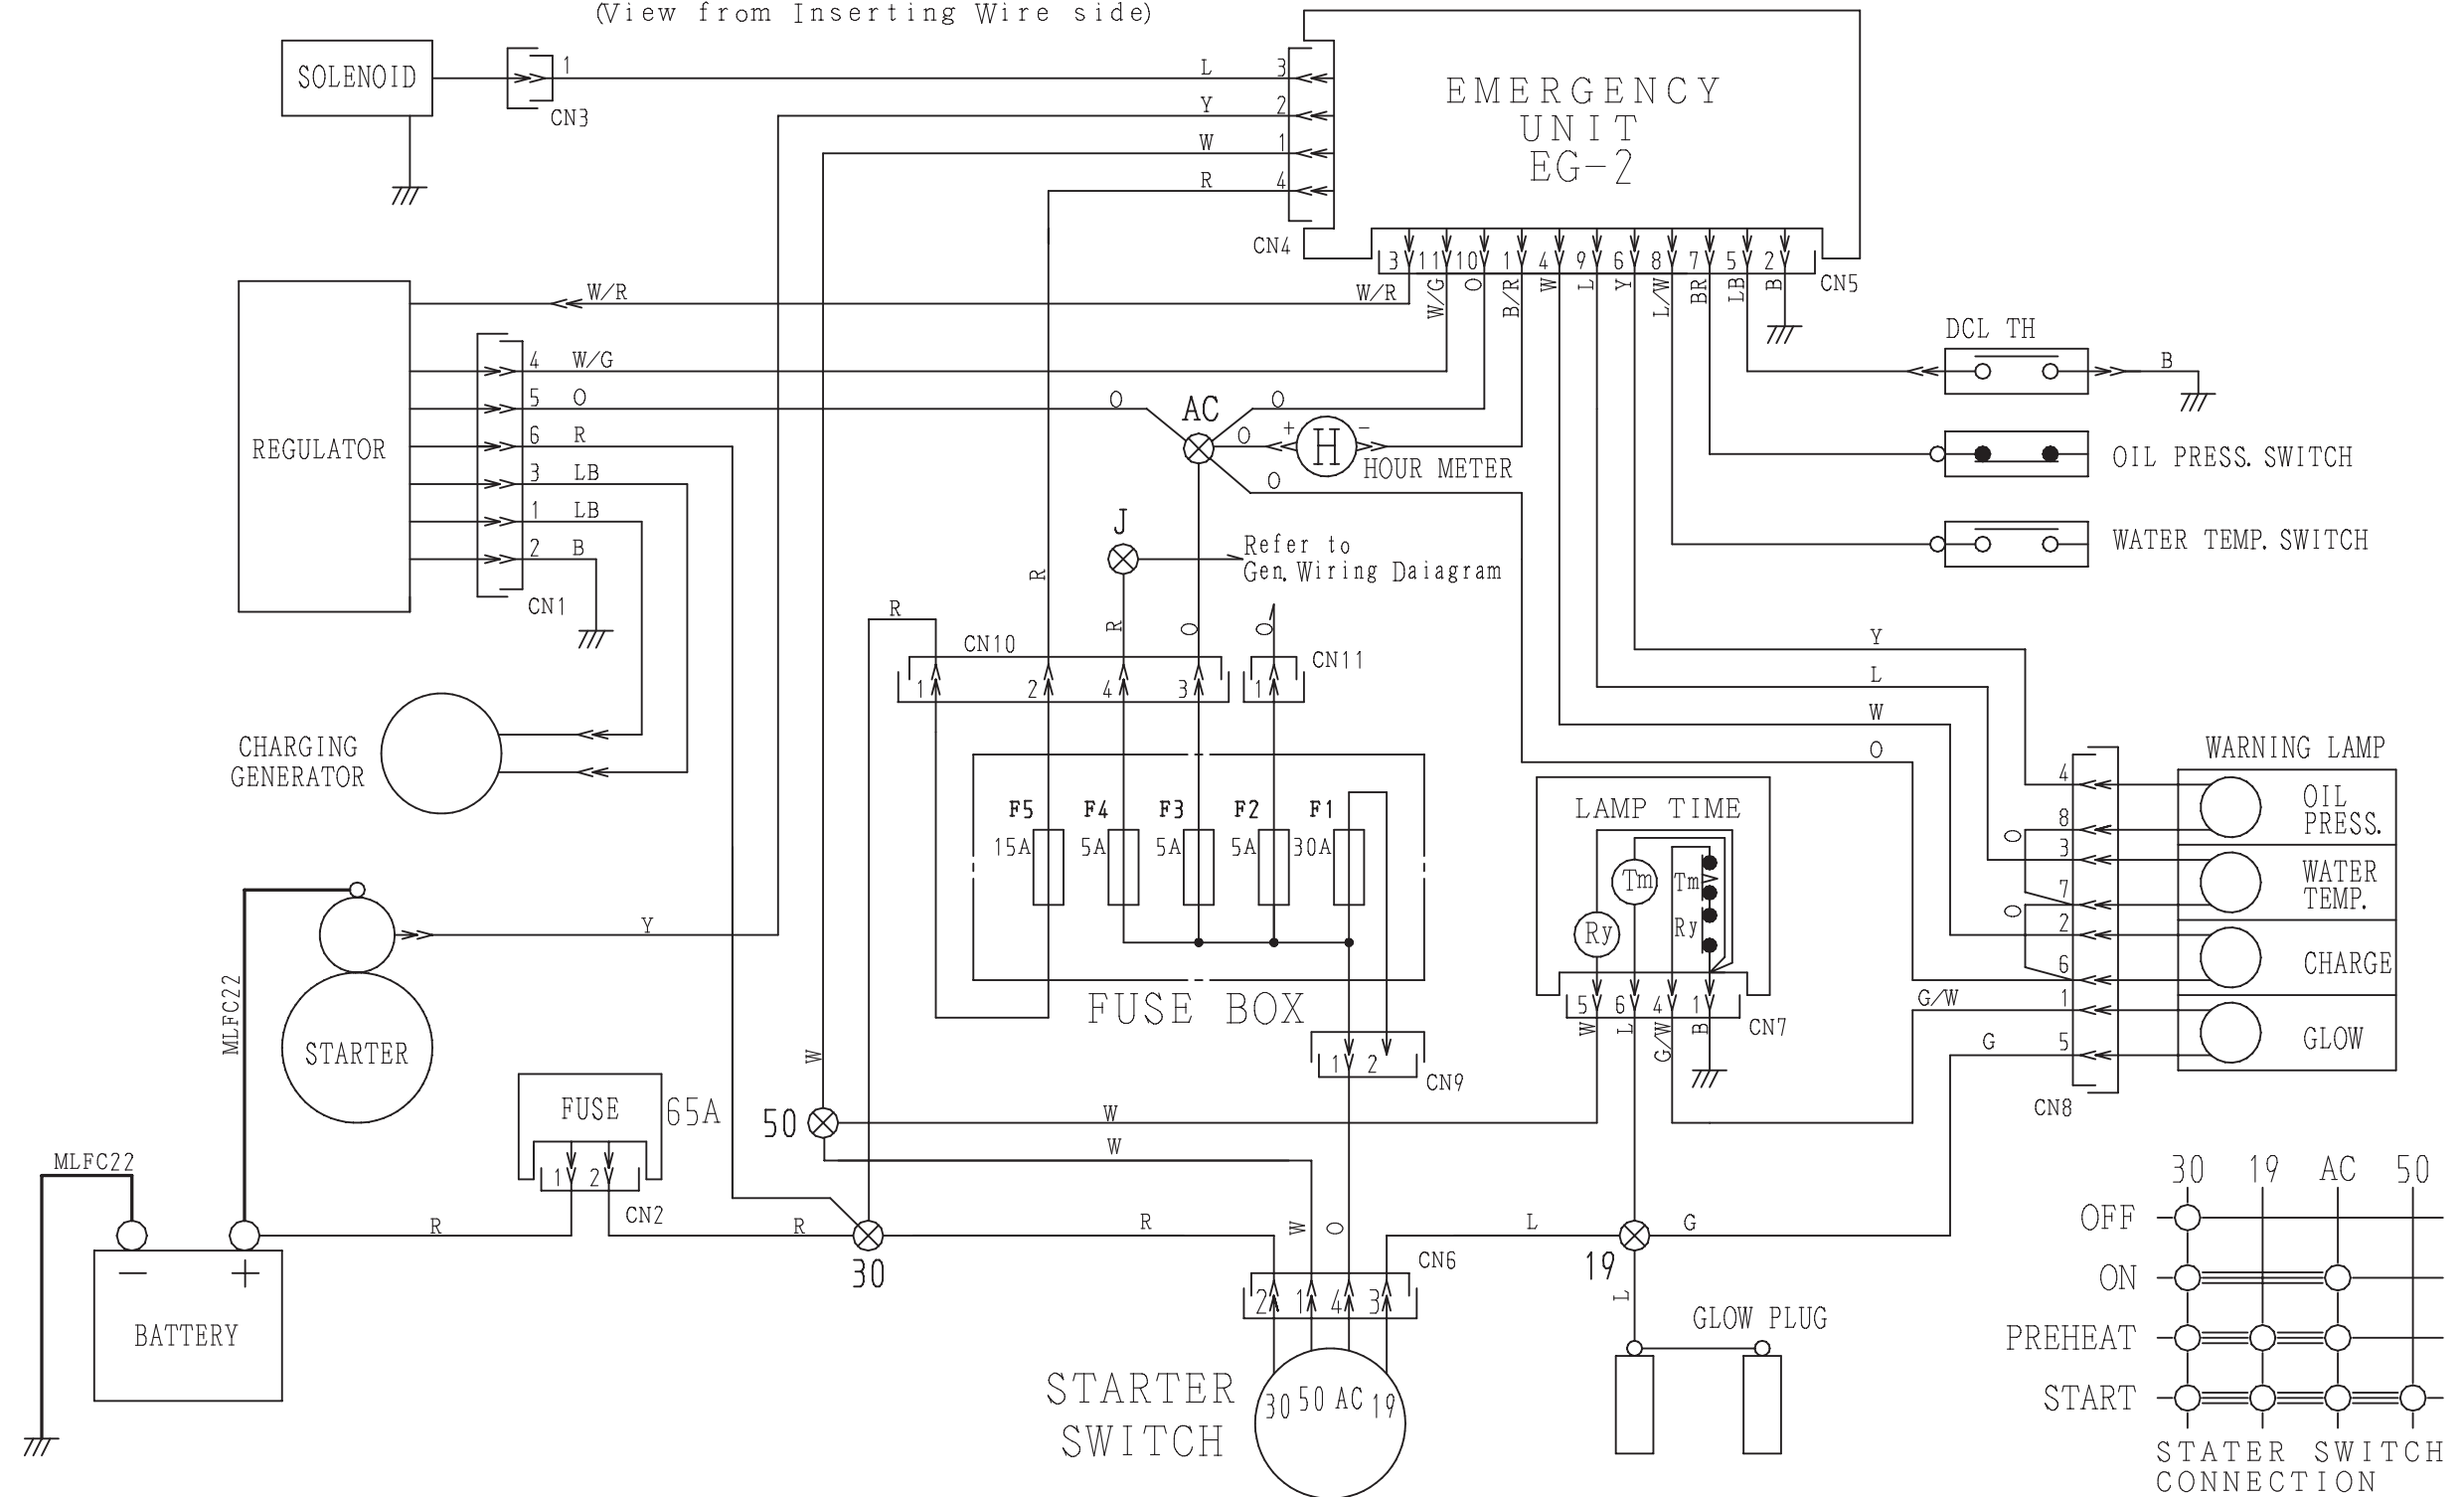 (View from Inserting Wire side)
SOLENOID
1
CN3
L
3
Y
2
W
1
R
4
CN4
EMERGENCY
UNIT
EG-2
3 11 10 1 4 9 6 8 7 5 2
CN5
W/R
W/R
W/G
O
B/R
W
L
Y
L/W
BR
LB
B
REGULATOR
4
W/G
5
O
6
R
3
LB
1
LB
2
B
CN1
O
AC
O
O
+
H
-
HOUR METER
O
DCL TH
B
OIL PRESS. SWITCH
WATER TEMP. SWITCH
J
Refer to
Gen. Wiring Daiagram
R
R
R
O
O
CN10
CN11
1
2
4
3
1
CHARGING
GENERATOR
Y
L
W
O
WARNING LAMP
4
OIL
PRESS.
8
O
3
WATER
TEMP.
7
O
2
CHARGE
6
1
GLOW
5
G/W
G
CN8
F5
F4
F3
F2
F1
15A
5A
5A
5A
30A
FUSE BOX
LAMP TIME
Tm
Tm
Ry
Ry
5 6 4 1
CN7
W
L
G/W
B
1 2
CN9
Y
MLFC22
STARTER
W
FUSE
65A
1 2
CN2
50
W
W
MLFC22
R
R
30
R
W
O
L
19
G
CN6
2 1 4 3
L
- +
BATTERY
STARTER
SWITCH
30 50 AC 19
GLOW PLUG
30 19 AC 50
OFF
ON
PREHEAT
START
STATER SWITCH
CONNECTION